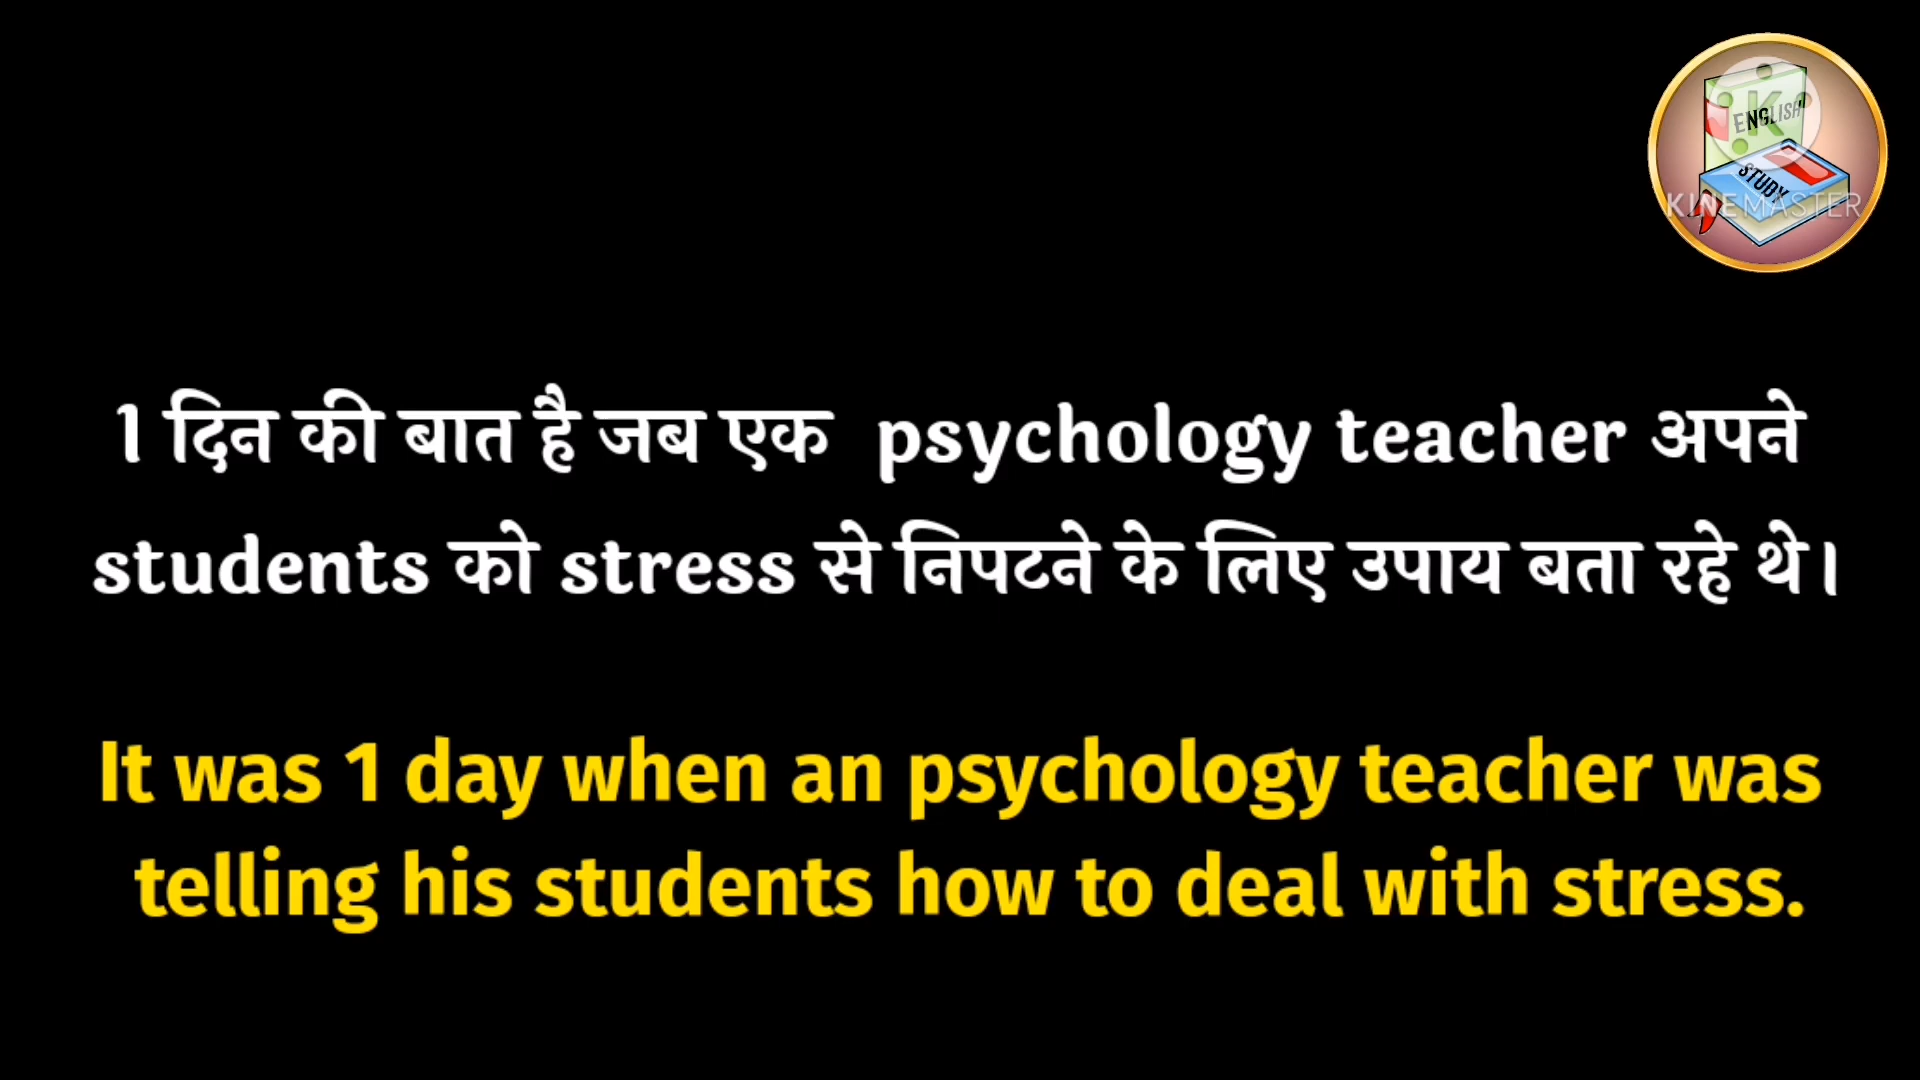 ENGLISH
STUDY
KINEMASTER
1 दिन की बात है जब एक psychology teacher अपने
students को stress से निपटने के लिए उपाय बता रहे थे।
It was 1 day when an psychology teacher was
telling his students how to deal with stress.